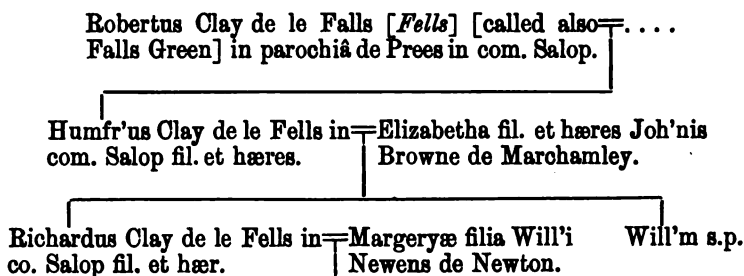 Robertus Clay de le Falls [Fells] [called also=....
Falls Green] in parochiâ de Prees in com. Salop.
Humfr'us Clay de le Fells in=Elizabetha fil. et hæres Joh'nis
com. Salop fil. et hæres. Browne de Marchamley.
Richardus Clay de le Fells in=Margeryæ filia Will'i Will'm s.p.
co. Salop fil. et hær. Newens de Newton.